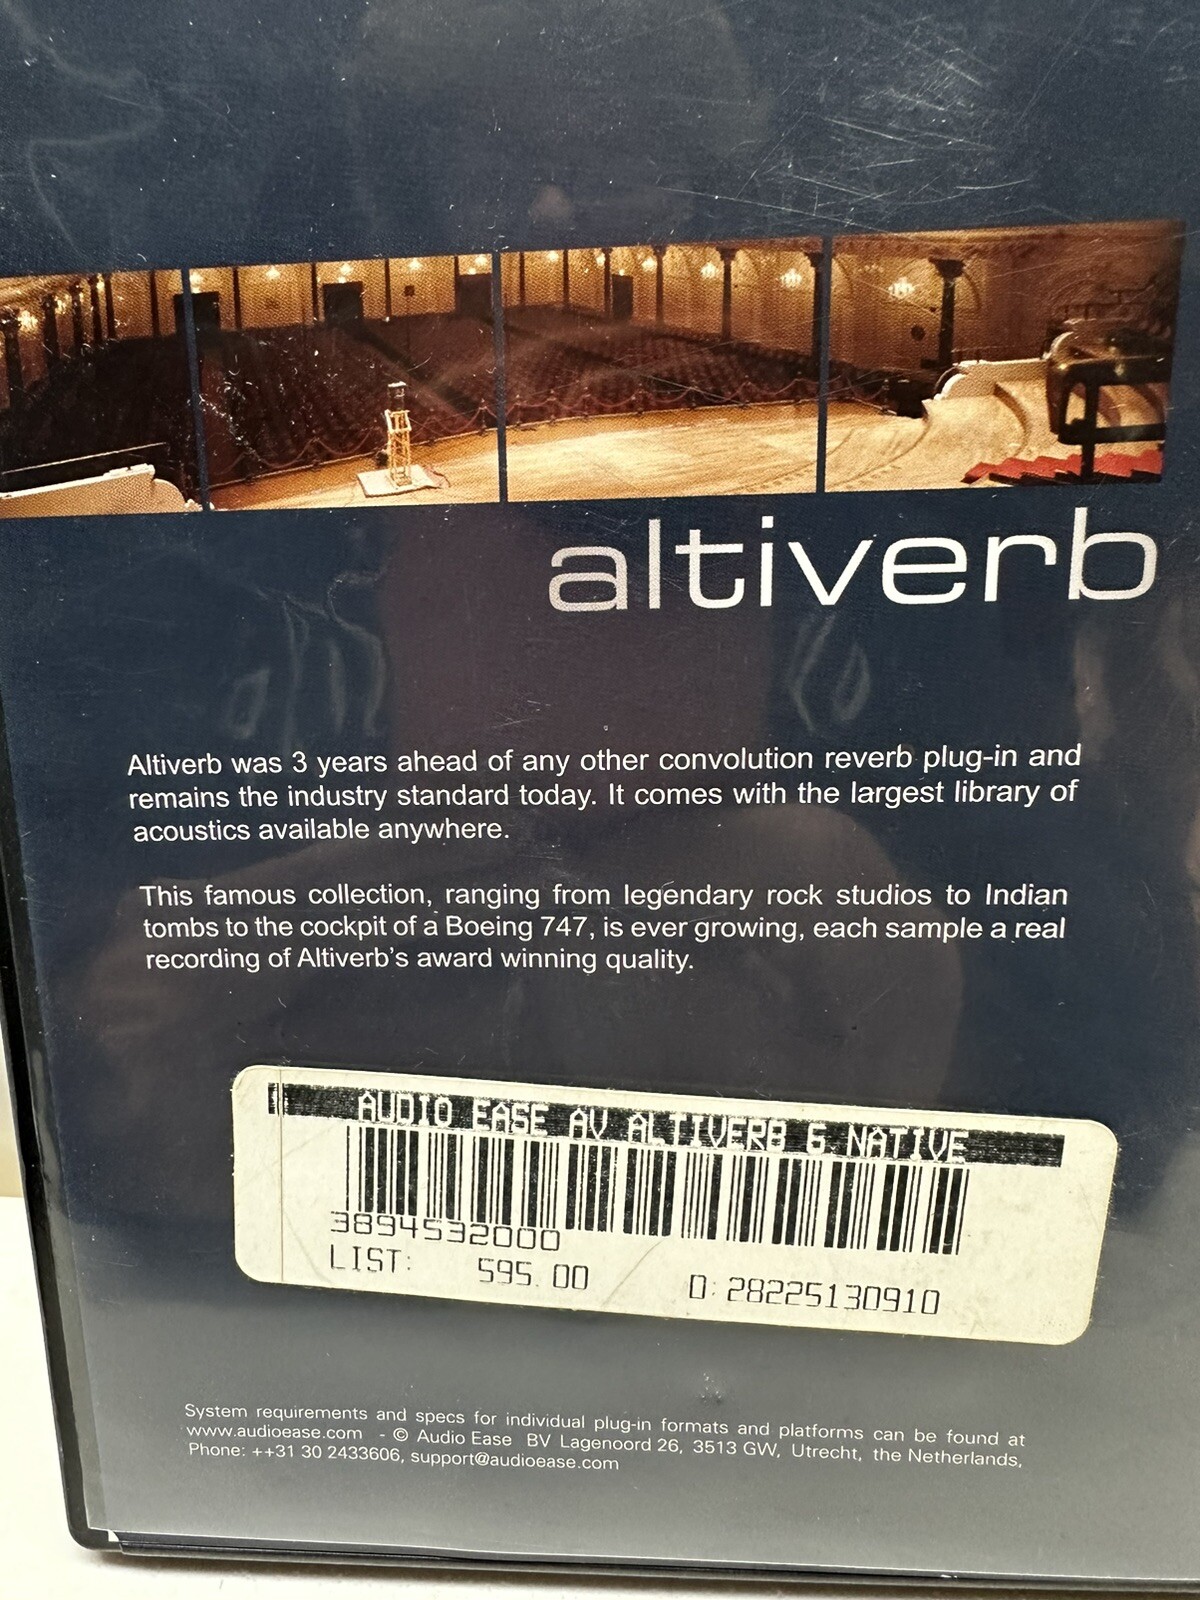 altiverb
Altiverb was 3 years ahead of any other convolution reverb plug-in and
remains the industry standard today. It comes with the largest library of
acoustics available anywhere.
This famous collection, ranging from legendary rock studios to Indian
tombs to the cockpit of a Boeing 747, is ever growing, each sample a real
recording of Altiverb's award winning quality.
AUDIO EASE AV ALTIVERB 6 NATIVE
3894532000
LIST: 595.00 D:28225130910
System requirements and specs for individual plug-in formats and platforms can be found at
www.audioease.com - © Audio Ease BV Lagenoord 26, 3513 GW, Utrecht, the Netherlands,
Phone: ++31 30 2433606, support@audioease.com